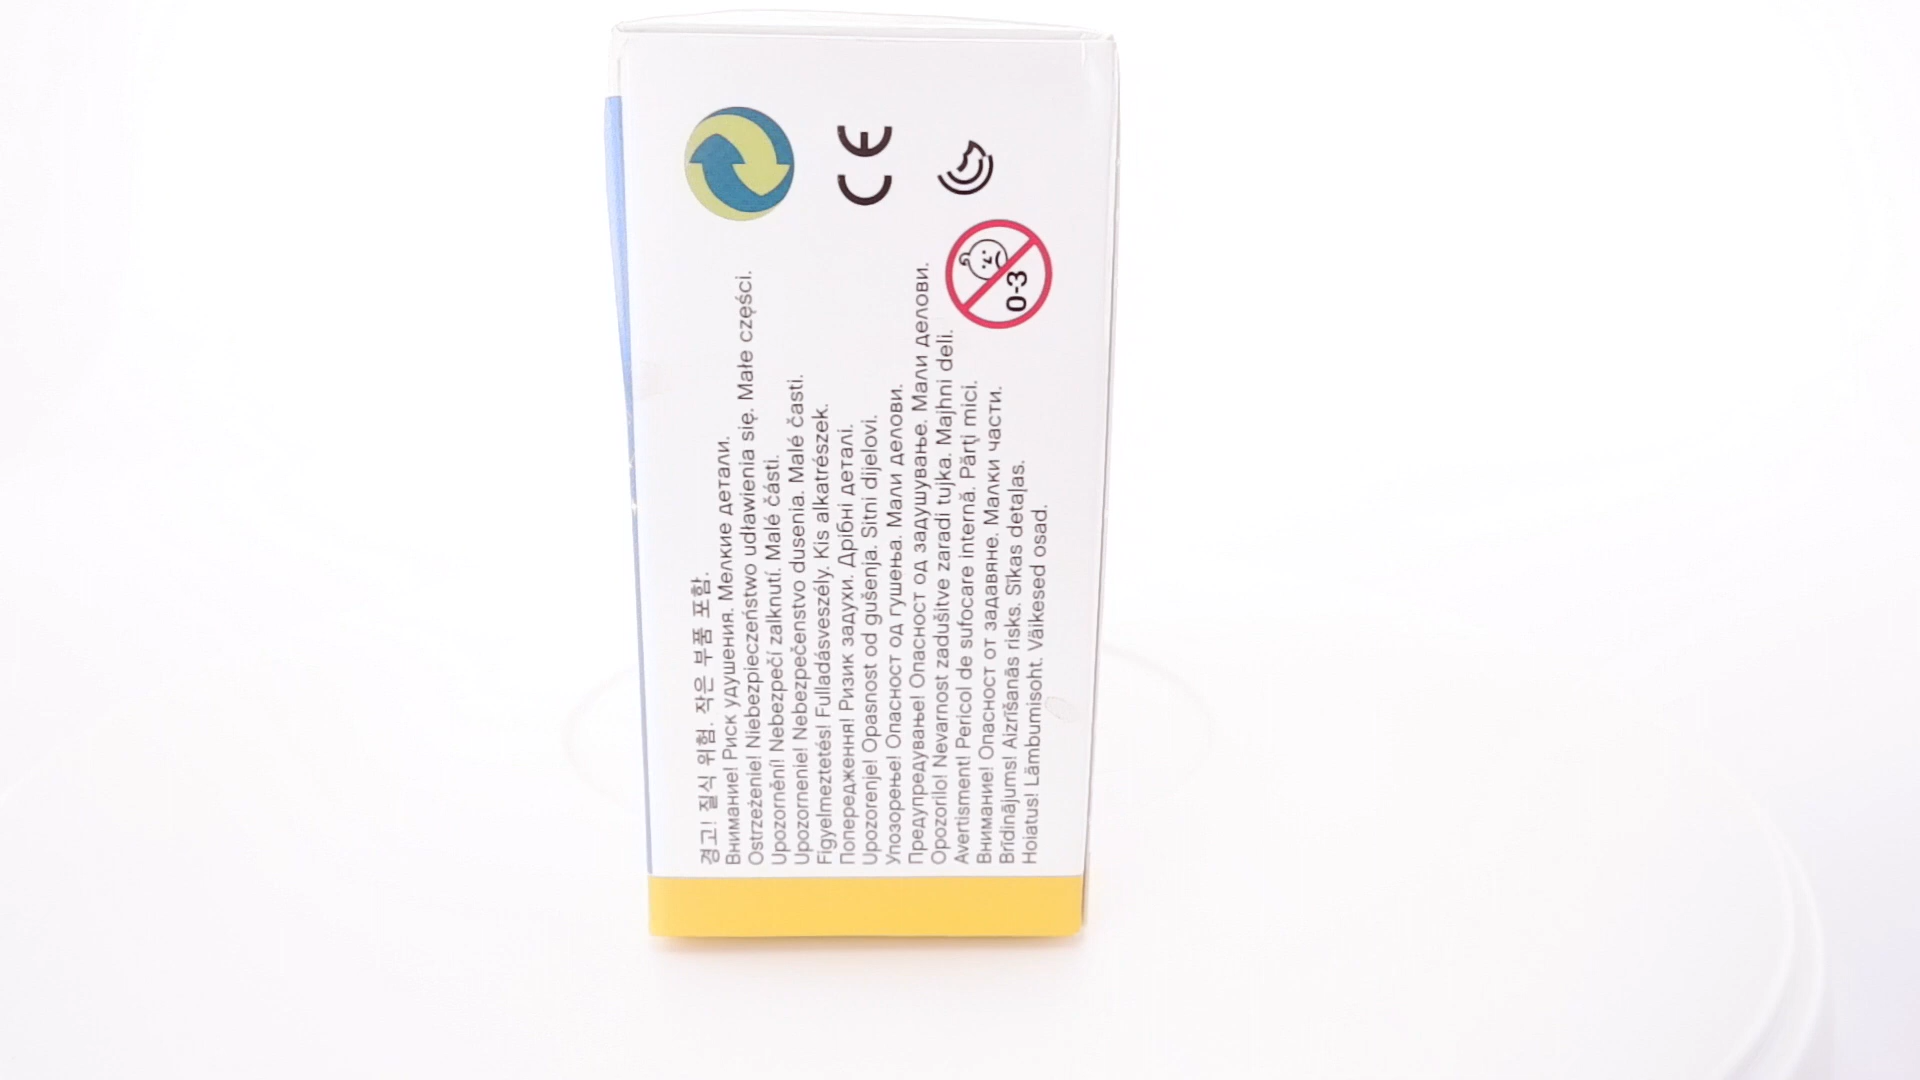 경고! 질식 위험. 작은 부품 포함.
Внимание! Риск удушения. Мелкие детали.
Ostrzeżenie! Niebezpieczeństwo udławienia się. Małe części.
Upozornění! Nebezpečí zalknutí. Malé části.
Upozornenie! Nebezpečenstvo dusenia. Malé časti.
Figyelmeztetés! Fulladásveszély. Kis alkatrészek.
Попередження! Ризик задухи. Дрібні деталі.
Upozorenje! Opasnost od gušenja. Sitni dijelovi.
Упозорење! Опасност од гушења. Мали делови.
Предупредување! Опасност од задушување. Мали делови.
Opozorilo! Nevarnost zadušitve zaradi tujka. Majhni deli.
Avertisment! Pericol de sufocare internă. Părţi mici.
Внимание! Опасност от задавяне. Малки части.
Brīdinājums! Aizrīšanās risks. Sīkas detaļas.
Hoiatus! Lämbumisoht. Väikesed osad.
CE
0-3